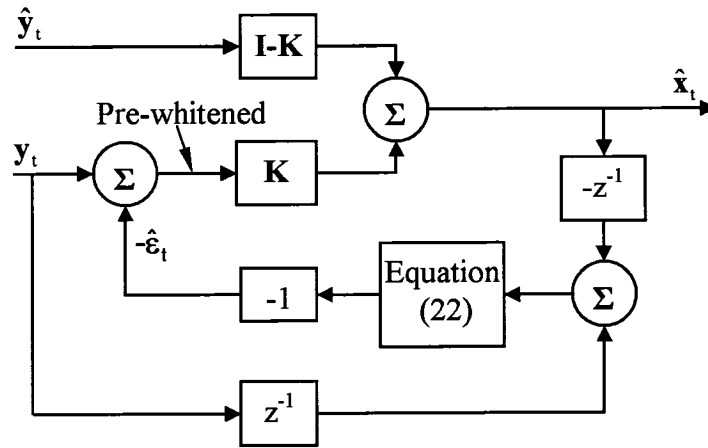 ŷₜ
I-K
Σ
x̂ₜ
Pre-whitened
yₜ
Σ
K
-z⁻¹
-ε̂ₜ
-1
Equation
(22)
Σ
z⁻¹